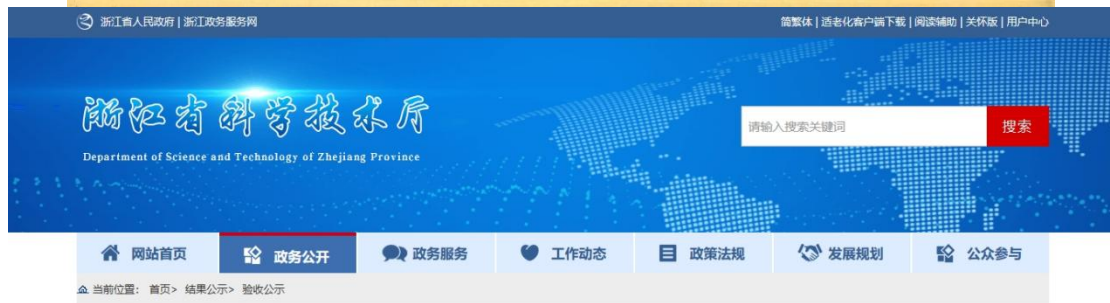 浙江省人民政府 | 浙江政务服务网
简繁体 | 适老化客户端下载 | 阅读辅助 | 关怀版 | 用户中心
浙江省科学技术厅
Department of Science and Technology of Zhejiang Province
请输入搜索关键词
搜索
网站首页 政务公开 政务服务 工作动态 政策法规 发展规划 公众参与
当前位置: 首页> 结果公示> 验收公示